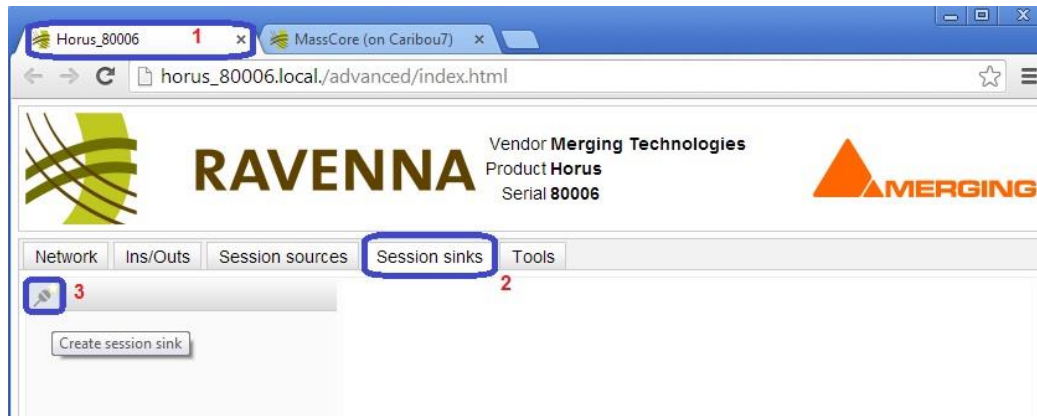 Horus_80006 1 MassCore (on Caribou7)
horus_80006.local./advanced/index.html
RAVENNA
Vendor Merging Technologies
Product Horus
Serial 80006
MERGING
Network Ins/Outs Session sources Session sinks Tools
2
3
Create session sink